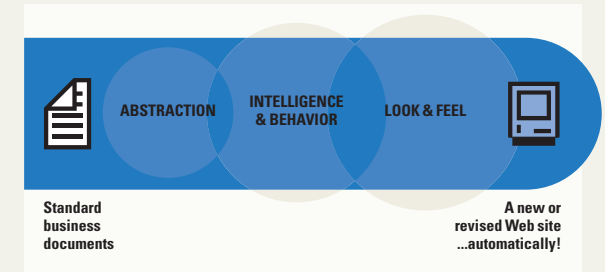 ABSTRACTION
INTELLIGENCE
& BEHAVIOR
LOOK & FEEL
Standard
business
documents
A new or
revised Web site
...automatically!